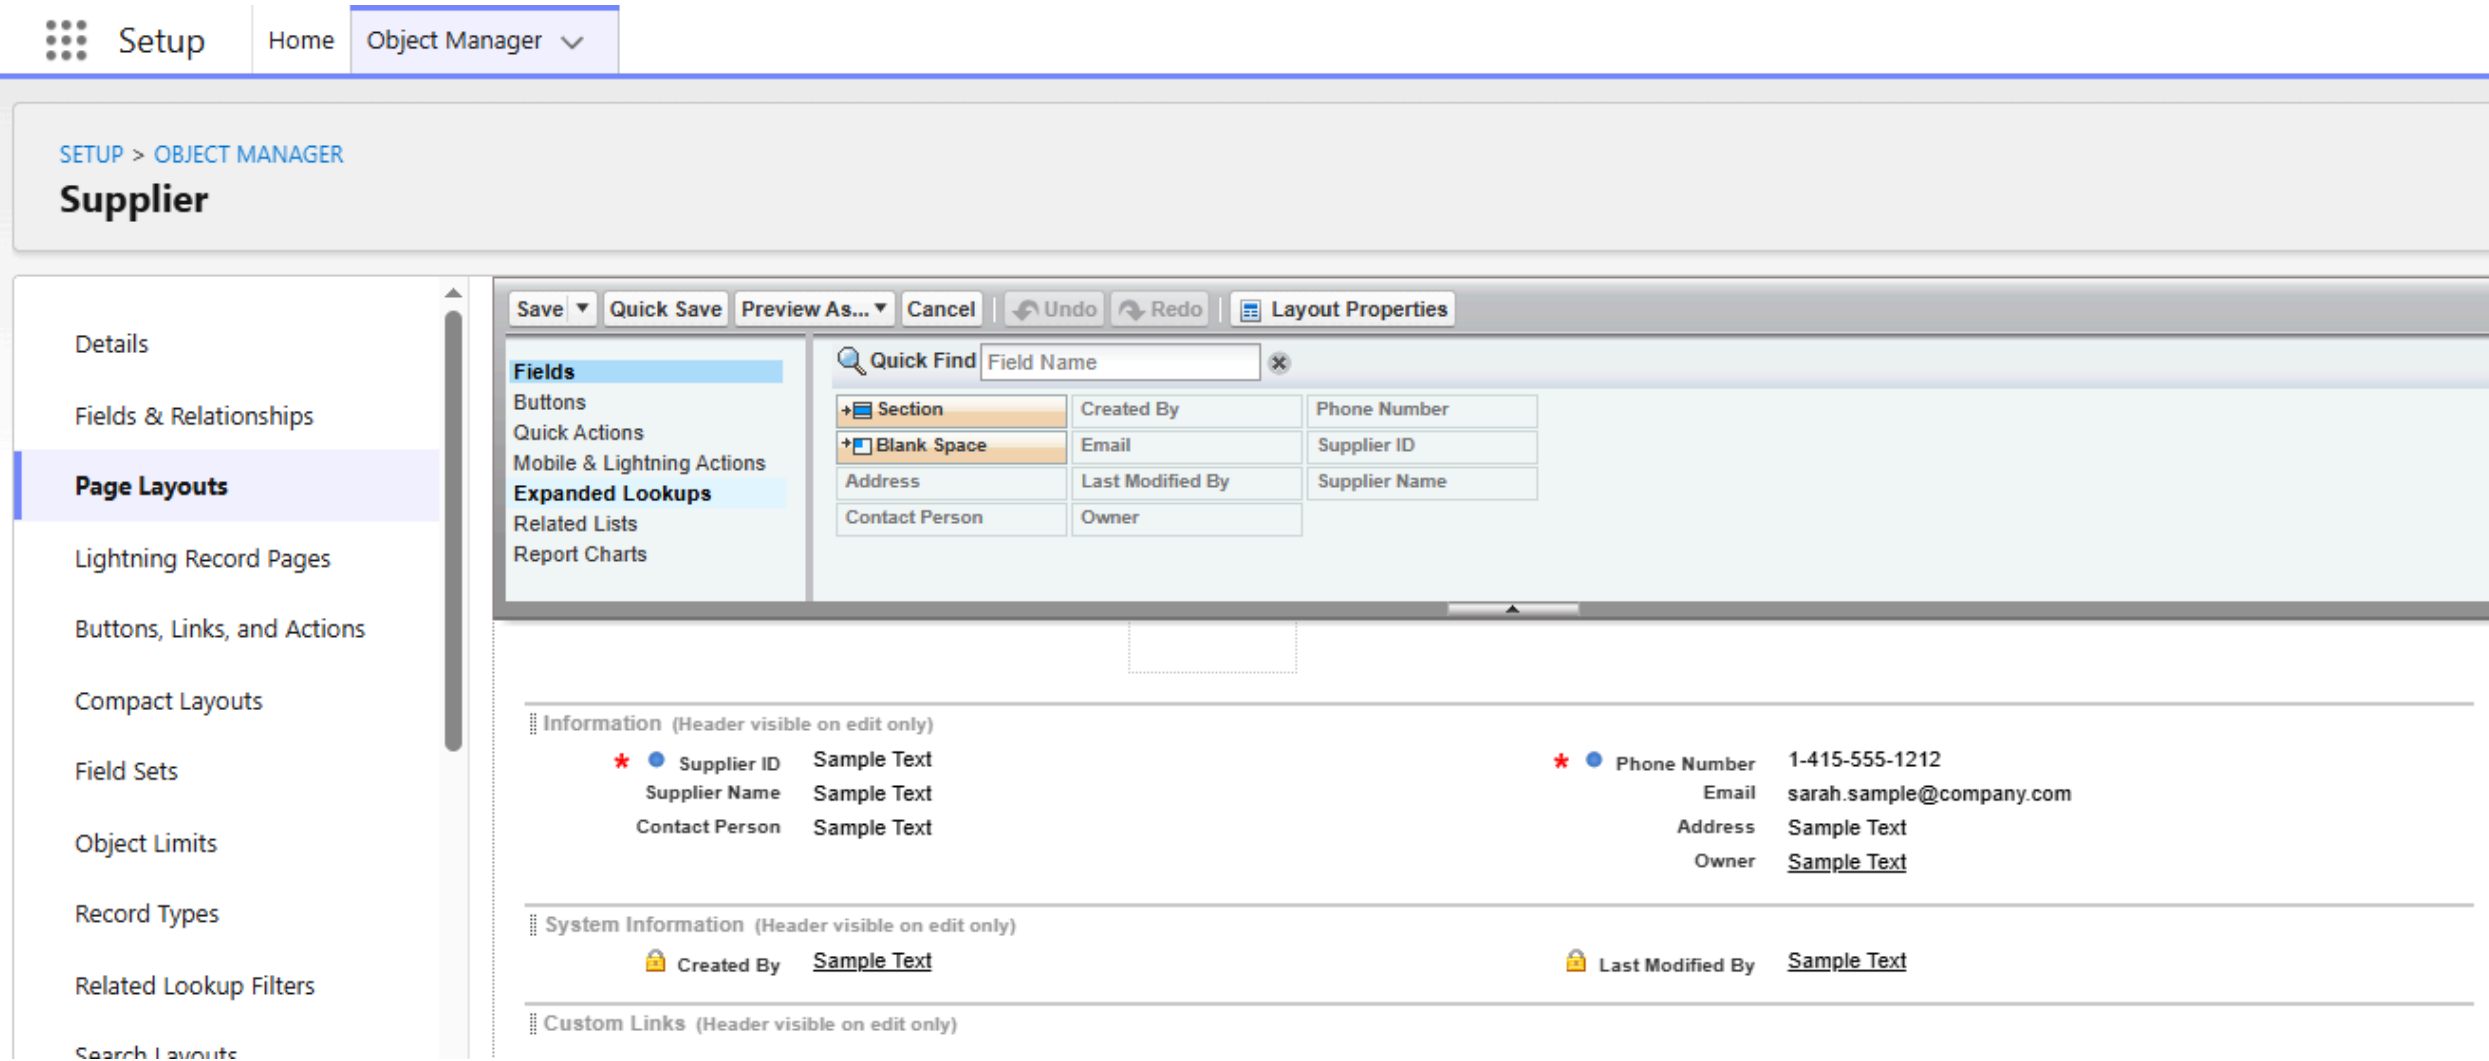 Setup
Home
Object Manager
SETUP > OBJECT MANAGER
Supplier
Details
Fields & Relationships
Page Layouts
Lightning Record Pages
Buttons, Links, and Actions
Compact Layouts
Field Sets
Object Limits
Record Types
Related Lookup Filters
Search Layouts
Save
Quick Save
Preview As...
Cancel
Undo
Redo
Layout Properties
Fields
Buttons
Quick Actions
Mobile & Lightning Actions
Expanded Lookups
Related Lists
Report Charts
Quick Find Field Name
Section Created By Phone Number
Blank Space Email Supplier ID
Address Last Modified By Supplier Name
Contact Person Owner
Information (Header visible on edit only)
* Supplier ID Sample Text
Supplier Name Sample Text
Contact Person Sample Text
* Phone Number 1-415-555-1212
Email sarah.sample@company.com
Address Sample Text
Owner Sample Text
System Information (Header visible on edit only)
Created By Sample Text
Last Modified By Sample Text
Custom Links (Header visible on edit only)